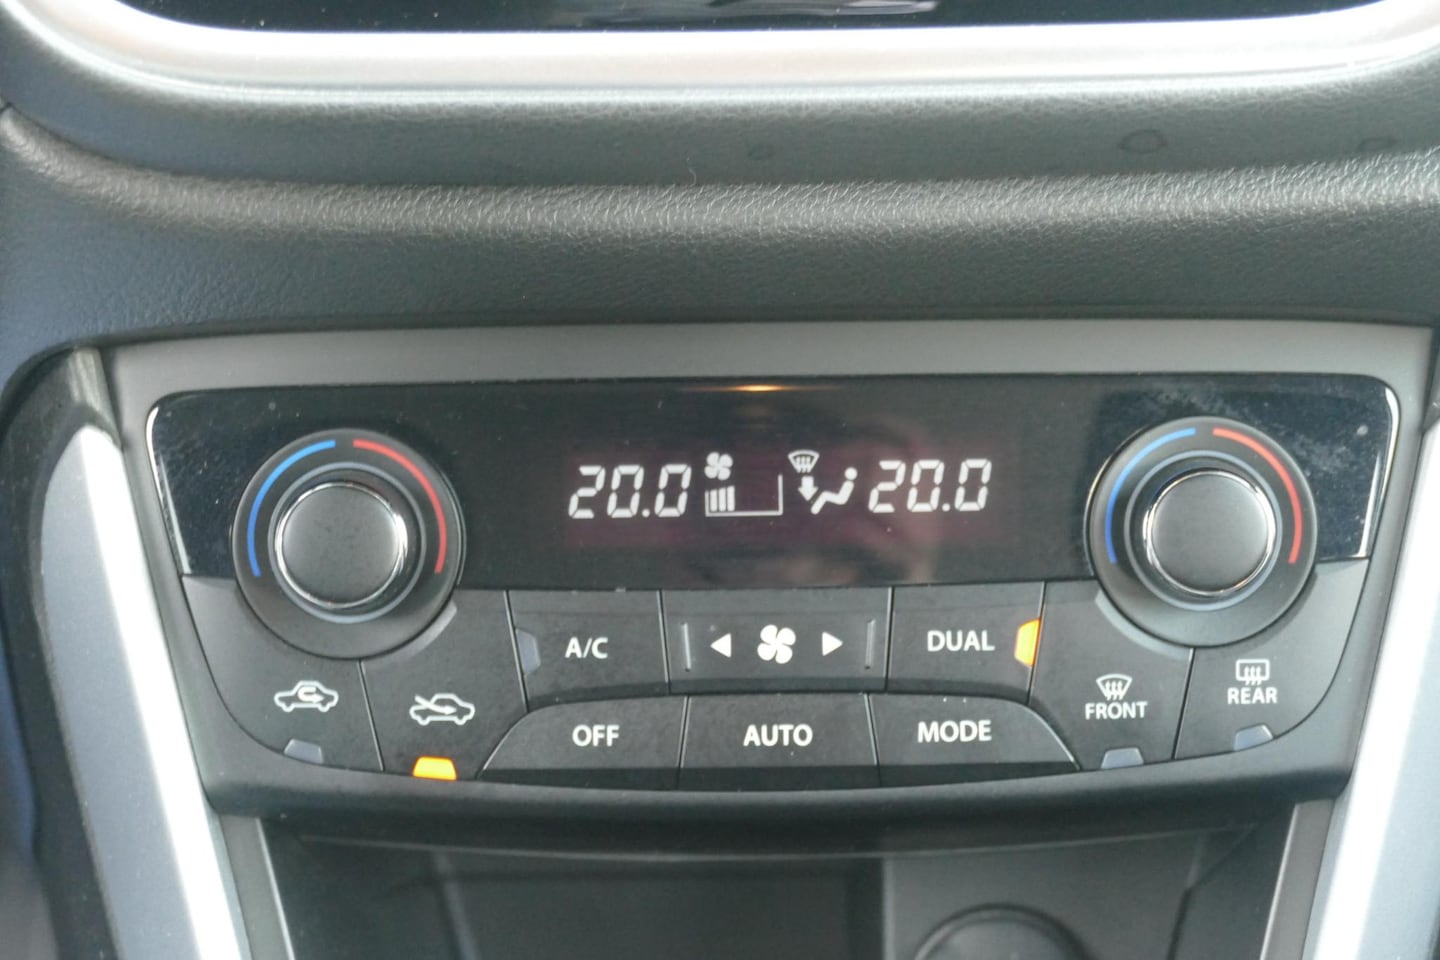 20.0 20.0
A/C DUAL
OFF AUTO MODE FRONT REAR